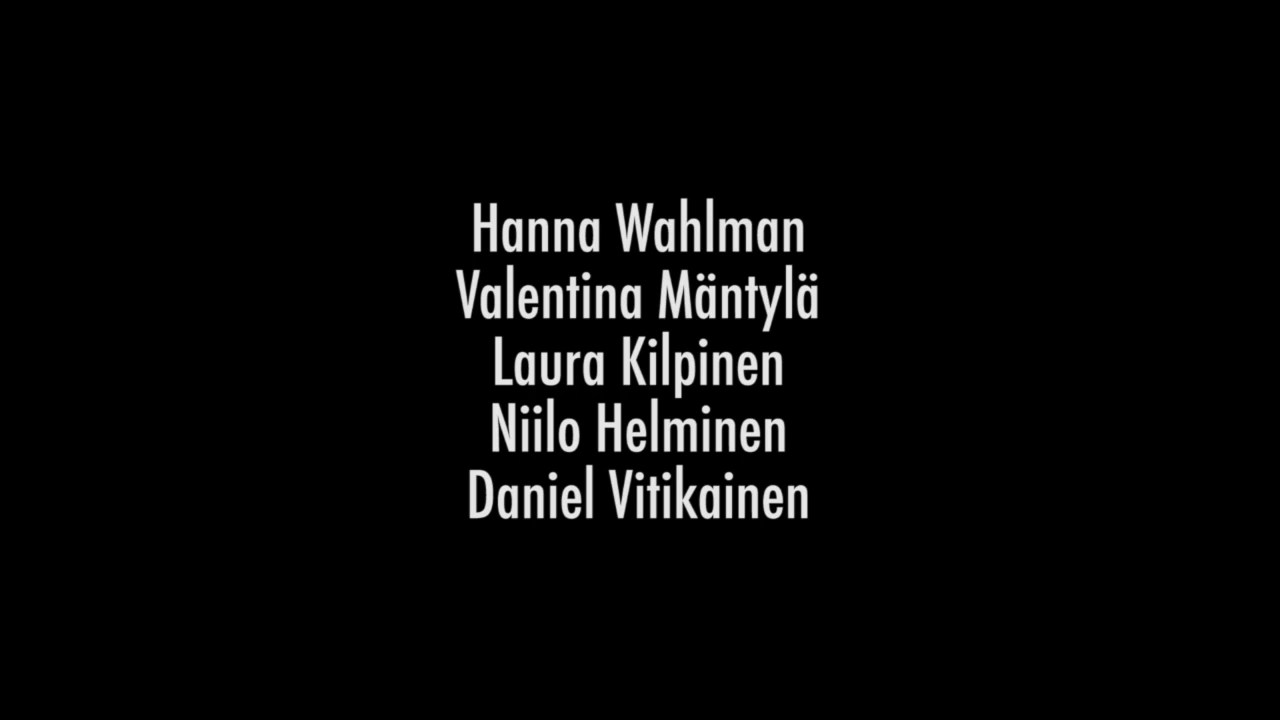 Hanna Wahlman
Valentina Mäntylä
Laura Kilpinen
Niilo Helminen
Daniel Vitikainen